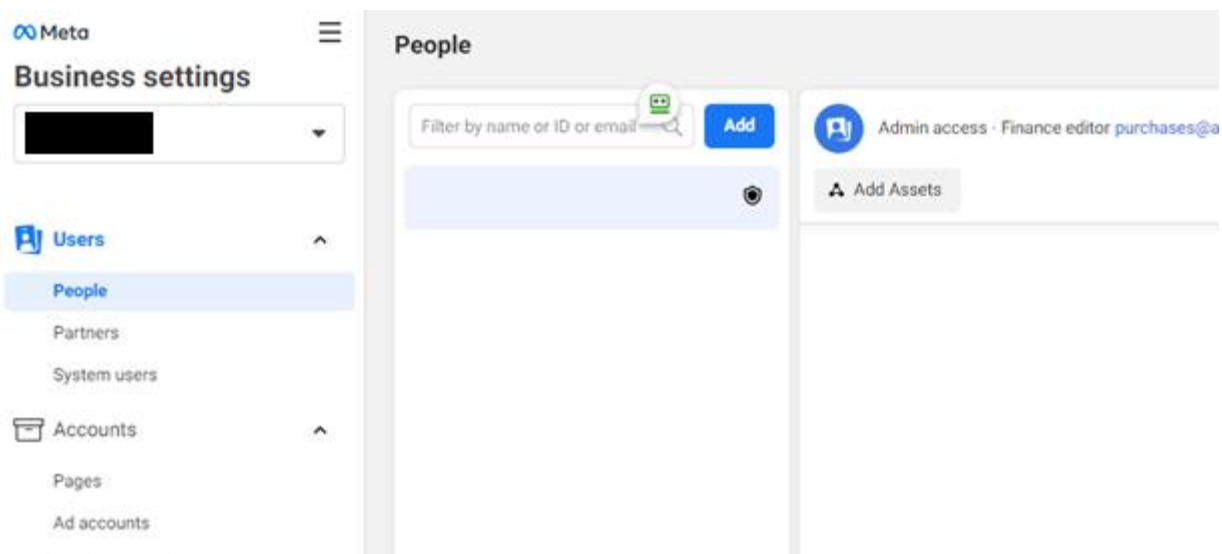 Meta
Business settings
Users
People
Partners
System users
Accounts
Pages
Ad accounts
People
Filter by name or ID or email
Add
Admin access · Finance editor purchases@a
Add Assets